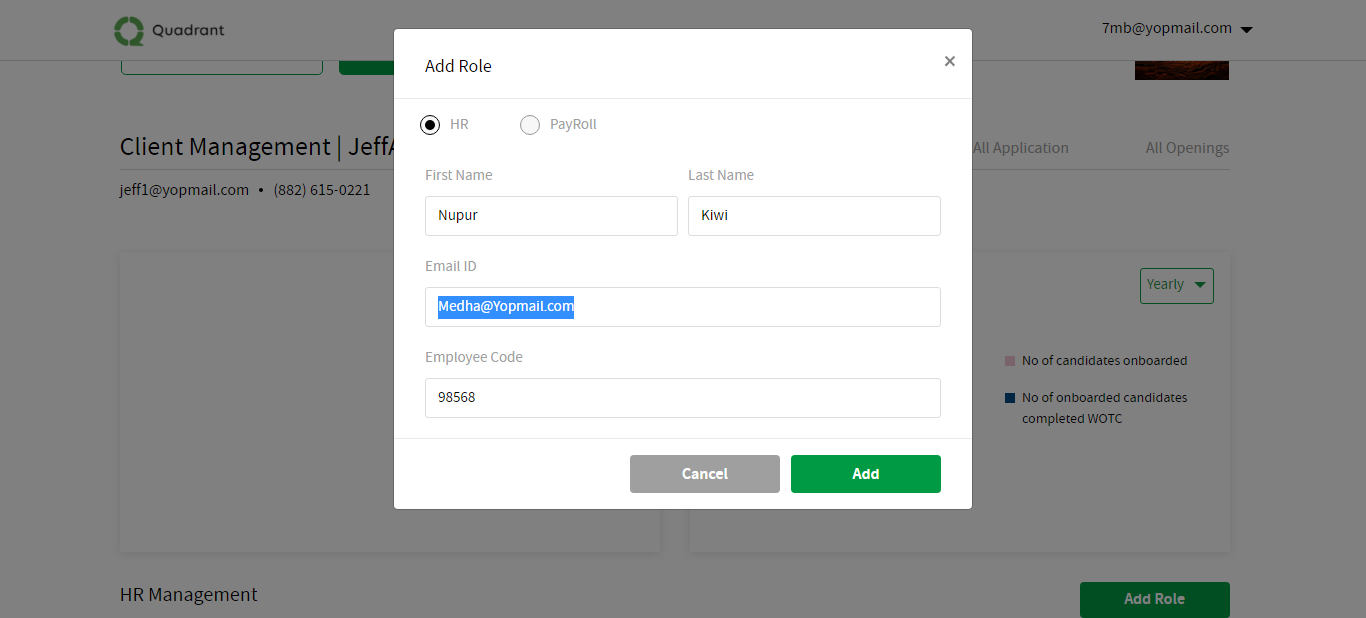 Quadrant
7mb@yopmail.com
Add Role
×
HR
PayRoll
Client Management | Jeff
All Application
All Openings
jeff1@yopmail.com • (882) 615-0221
First Name
Last Name
Nupur
Kiwi
Email ID
Medha@Yopmail.com
Yearly
Employee Code
98568
No of candidates onboarded
No of onboarded candidates
completed WOTC
Cancel
Add
HR Management
Add Role